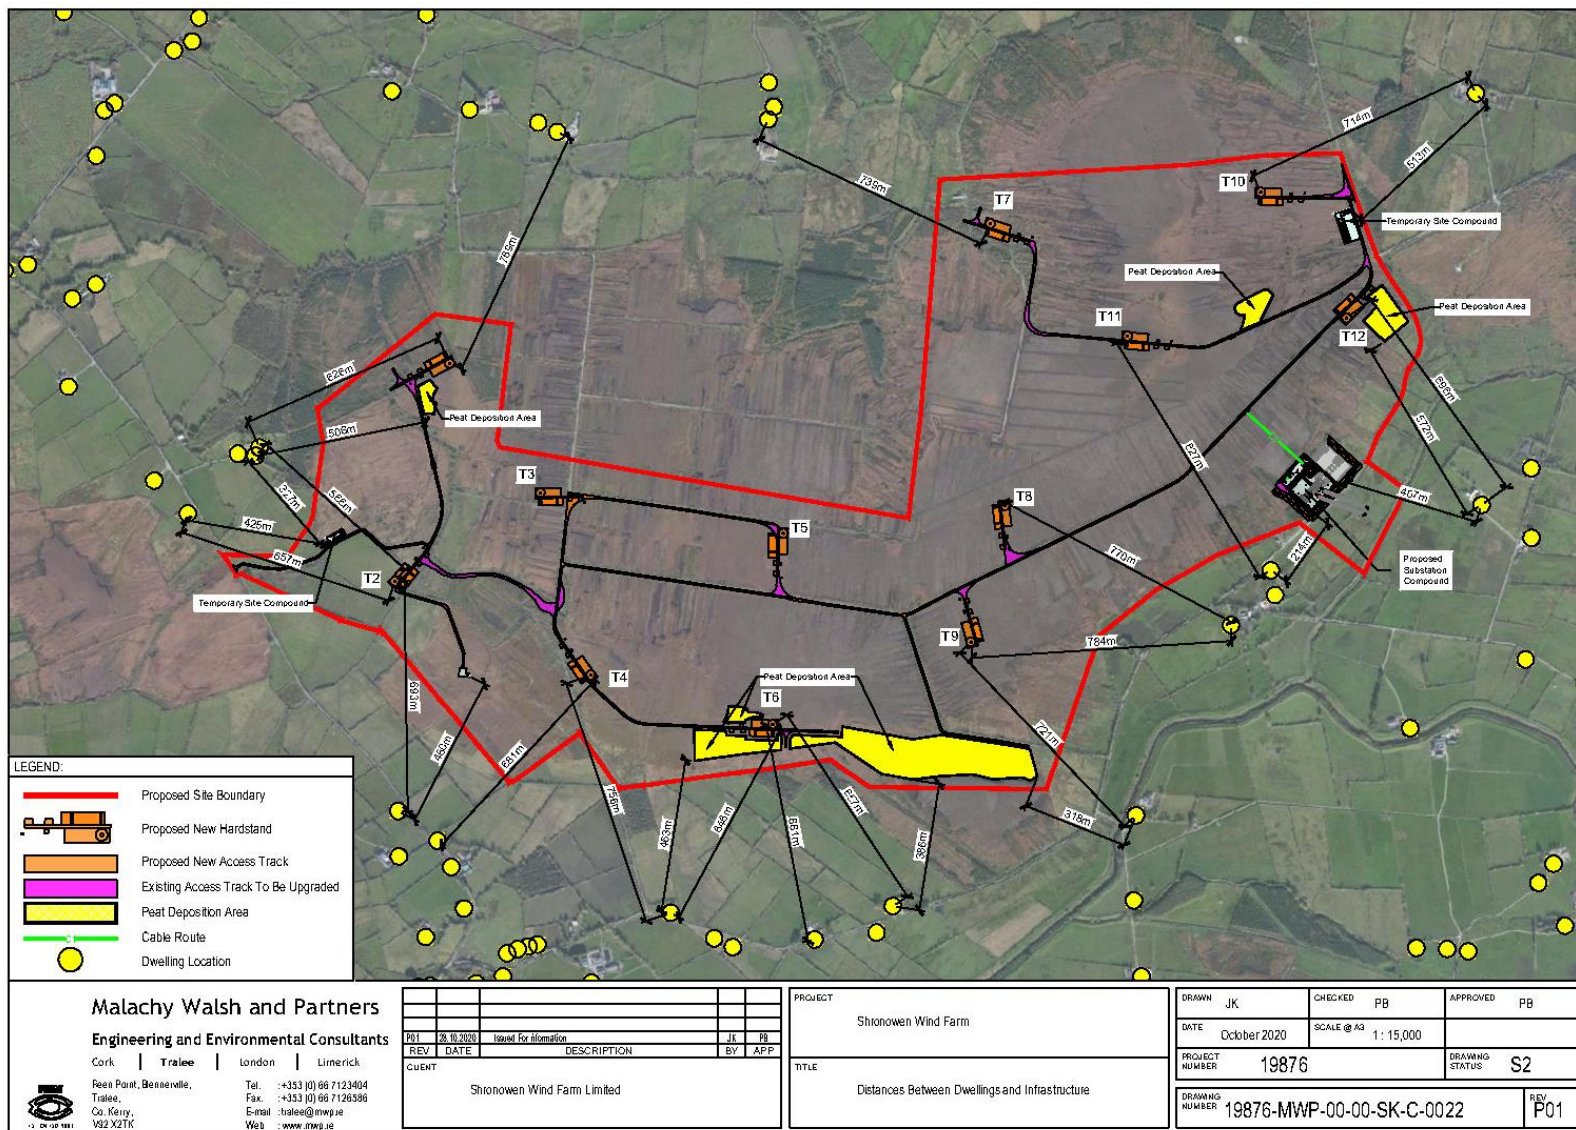 714m
513m
739m
769m
T10
T7
Temporary Site Compound
Peat Deposition Area
Peat Deposition Area
T11
T12
626m
Peat Deposition Area
506m
696m
572m
827m
T3
327m
566m
T8
467m
425m
T5
657m
770m
214m
Proposed
Substation
Compound
T2
Temporary Site Compound
T9
784m
T4
Peat Deposition Area
T6
693m
460m
681m
721m
756m
463m
646m
661m
657m
386m
318m
LEGEND:
Proposed Site Boundary
Proposed New Hardstand
Proposed New Access Track
Existing Access Track To Be Upgraded
Peat Deposition Area
Cable Route
Dwelling Location
Malachy Walsh and Partners
Engineering and Environmental Consultants
Cork | Tralee | London | Limerick
Reen Point, Blennerville,
Tralee,
Co. Kerry,
V92 X2TK
Tel. :+353 (0) 66 7123404
Fax. :+353 (0) 66 7126586
E-mail :tralee@mwp.ie
Web :www.mwp.ie
P01 28.10.2020 Issued For Information JK PB
REV DATE DESCRIPTION BY APP
CLIENT
Shronowen Wind Farm Limited
PROJECT
Shronowen Wind Farm
TITLE
Distances Between Dwellings and Infrastructure
DRAWN JK CHECKED PB APPROVED PB
DATE October 2020 SCALE @ A3 1 : 15,000
PROJECT NUMBER 19876 DRAWING STATUS S2
DRAWING NUMBER 19876-MWP-00-00-SK-C-0022 REV P01